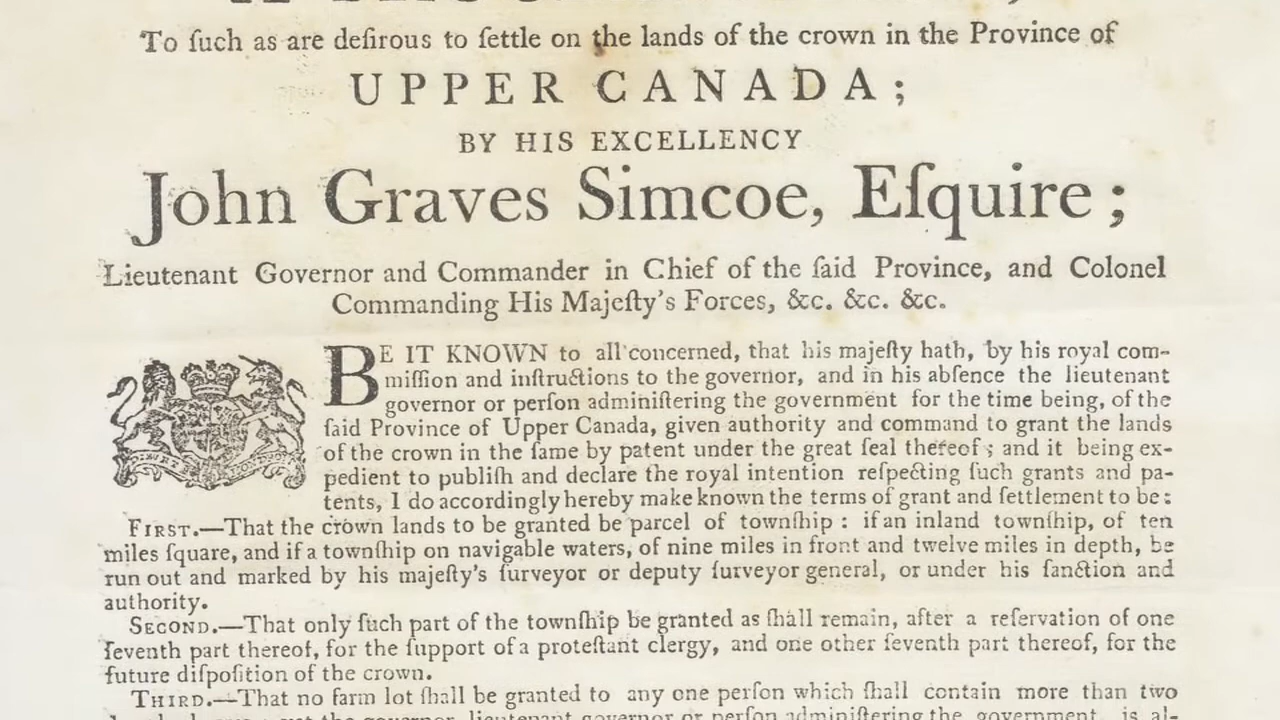 To ſuch as are deſirous to ſettle on the lands of the crown in the Province of
UPPER CANADA;
BY HIS EXCELLENCY
John Graves Simcoe, Eſquire;
Lieutenant Governor and Commander in Chief of the ſaid Province, and Colonel
Commanding His Majeſty's Forces, &c. &c. &c.
BE IT KNOWN to all concerned, that his majeſty hath, by his royal com-
miſſion and inſtructions to the governor, and in his abſence the lieutenant
governor or perſon adminiſtering the government for the time being, of the
ſaid Province of Upper Canada, given authority and command to grant the lands
of the crown in the ſame by patent under the great ſeal thereof; and it being ex-
pedient to publiſh and declare the royal intention reſpecting ſuch grants and pa-
tents, I do accordingly hereby make known the terms of grant and ſettlement to be:
FIRST.—That the crown lands to be granted be parcel of townſhip: if an inland townſhip, of ten
miles ſquare, and if a townſhip on navigable waters, of nine miles in front and twelve miles in depth, be
run out and marked by his majeſty's ſurveyor or deputy ſurveyor general, or under his ſanction and
authority.
SECOND.—That only ſuch part of the townſhip be granted as ſhall remain, after a reſervation of one
ſeventh part thereof, for the ſupport of a proteſtant clergy, and one other ſeventh part thereof, for the
future diſpoſition of the crown.
THIRD.—That no farm lot ſhall be granted to any one perſon which ſhall contain more than two
governor, lieutenant governor or perſon adminiſtering the government, is al-